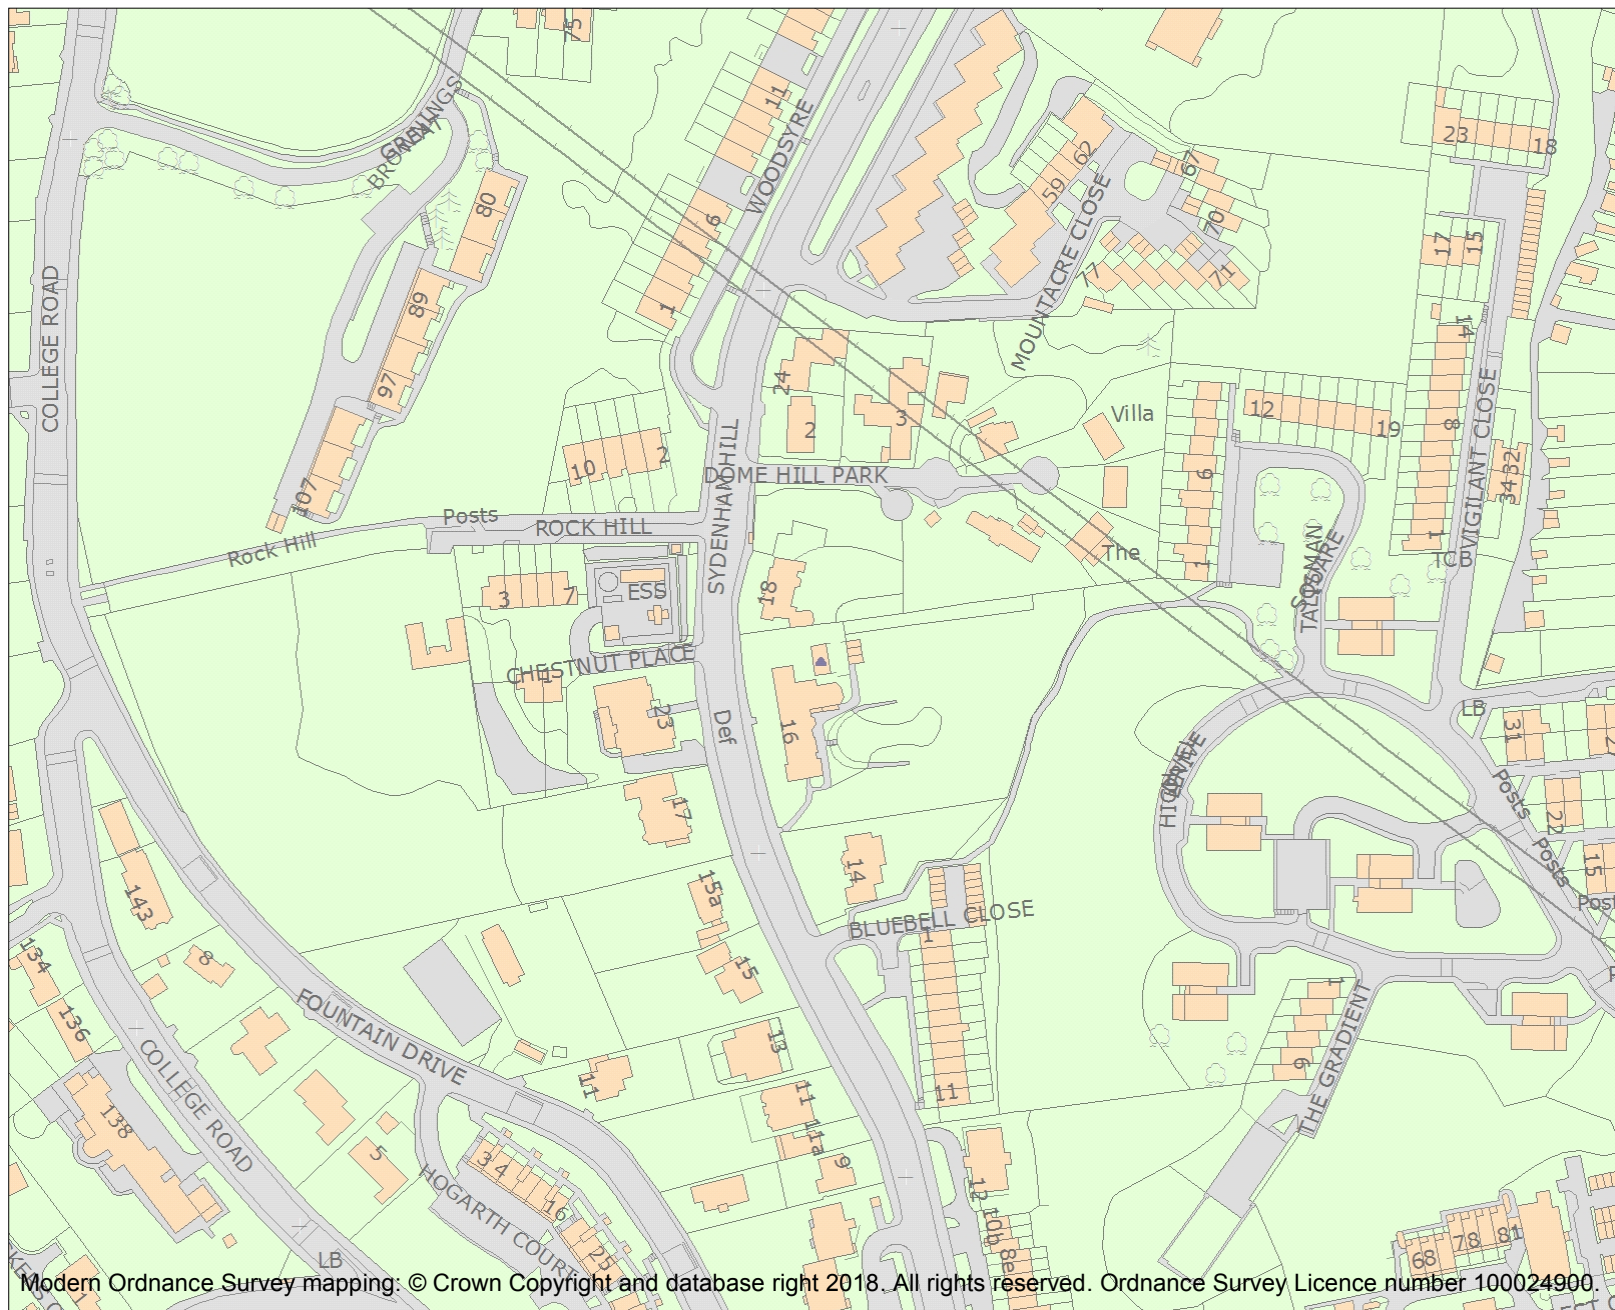 75
11
WOODSYRE
6
1
GREENINGS
80
89
97
107
COLLEGE ROAD
62
59
67
70
71
77
MOUNTACRE CLOSE
23
18
17
15
14
8
1
VIGILANT CLOSE
34
32
TCB
24
2
3
Villa
12
19
6
1
10
2
DOME HILL PARK
SYDENHAM HILL
Posts
ROCK HILL
Rock Hill
The
3
7
ESS
18
TALISMAN
SQUARE
CHESTNUT PLACE
1
23
Def
16
LB
31
HIGH LEVEL
DRIVE
Posts
22
Posts
15
17
14
15a
143
BLUEBELL CLOSE
1
134
8
15
136
FOUNTAIN DRIVE
13
1
THE GRADIENT
6
COLLEGE ROAD
11
11
11
138
11a
9
5
3 4
HOGARTH COURT
16
25
12
10b
8e
68
78
81
LB
Modern Ordnance Survey mapping: © Crown Copyright and database right 2018. All rights reserved. Ordnance Survey Licence number 100024900.